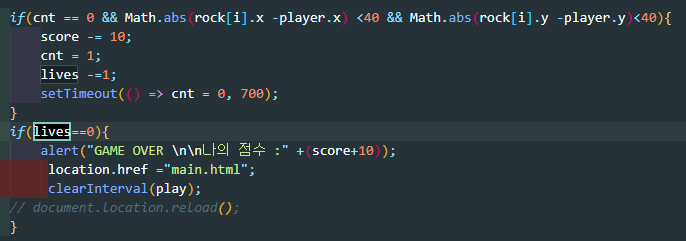 if(cnt == 0 && Math.abs(rock[i].x -player.x) <40 && Math.abs(rock[i].y -player.y)<40){
score -= 10;
cnt = 1;
lives -=1;
setTimeout(() => cnt = 0, 700);
}
if(lives==0){
alert("GAME OVER \n\n나의 점수 :" +(score+10));
location.href ="main.html";
clearInterval(play);
// document.location.reload();
}